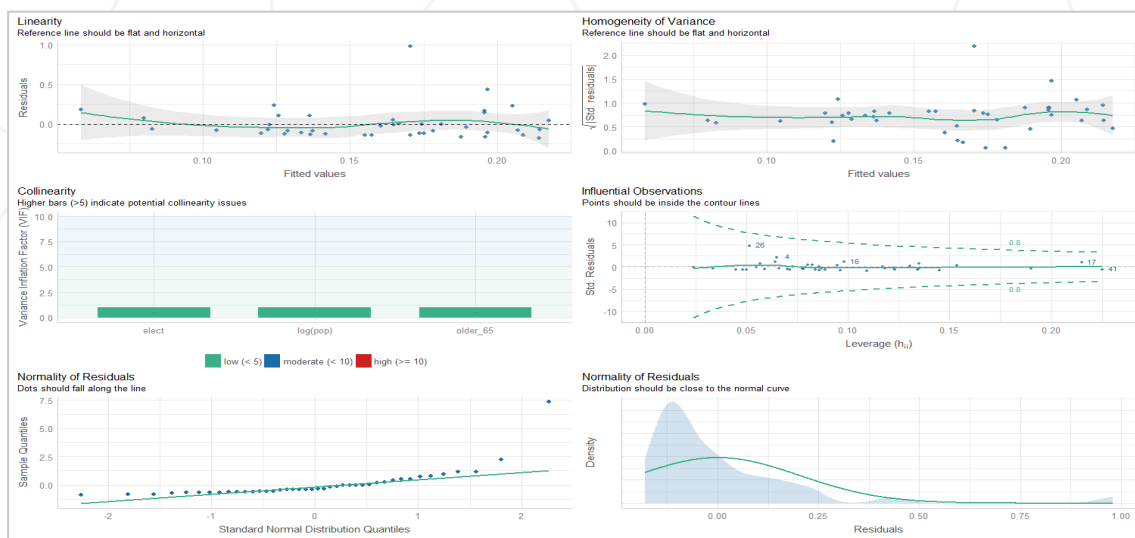 Linearity
Reference line should be flat and horizontal
Residuals
1.0
0.5
0.0
0.10
0.15
0.20
Fitted values
Homogeneity of Variance
Reference line should be flat and horizontal
√|Std. residuals|
2.0
1.5
1.0
0.5
0.0
0.10
0.15
0.20
Fitted values
Collinearity
Higher bars (>5) indicate potential collinearity issues
Variance Inflation Factor (VIF)
10.0
7.5
5.0
2.5
0.0
elect
log(pop)
older_65
low (< 5)
moderate (< 10)
high (>= 10)
Influential Observations
Points should be inside the contour lines
Std. Residuals
10
5
0
-5
-10
26
4
16
17
41
0.8
0.8
0.00
0.05
0.10
0.15
0.20
Leverage (hii)
Normality of Residuals
Dots should fall along the line
Sample Quantiles
7.5
5.0
2.5
0.0
-2
-1
0
1
2
Standard Normal Distribution Quantiles
Normality of Residuals
Distribution should be close to the normal curve
Density
0.00
0.25
0.50
0.75
1.00
Residuals